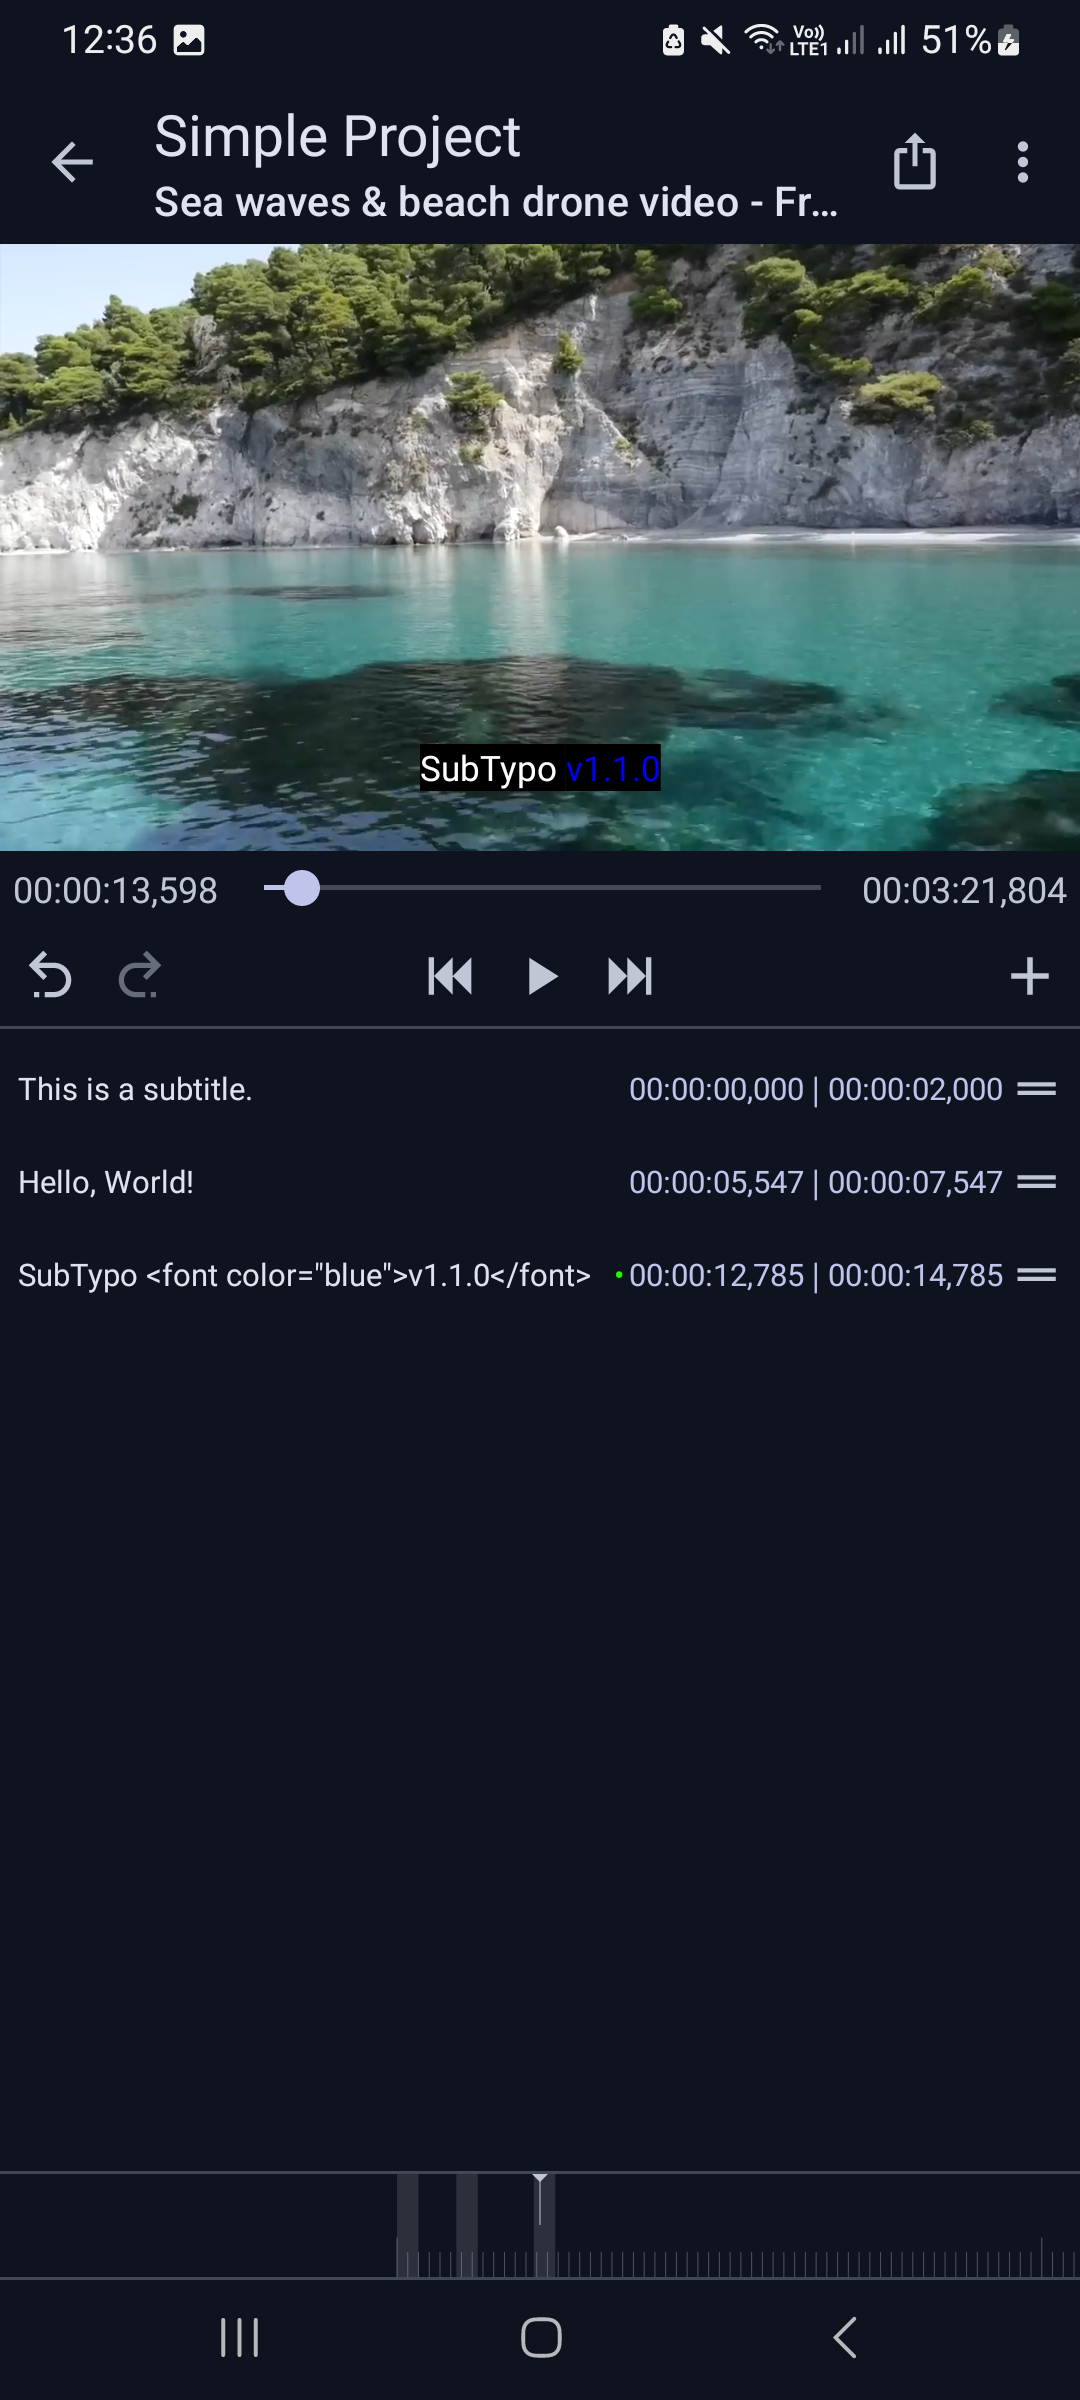 12:36 Vo)) LTE1 51%
Simple Project
Sea waves & beach drone video - Fr...
SubTypo v1.1.0
00:00:13,598 00:03:21,804
This is a subtitle. 00:00:00,000 | 00:00:02,000
Hello, World! 00:00:05,547 | 00:00:07,547
SubTypo <font color="blue">v1.1.0</font> 00:00:12,785 | 00:00:14,785